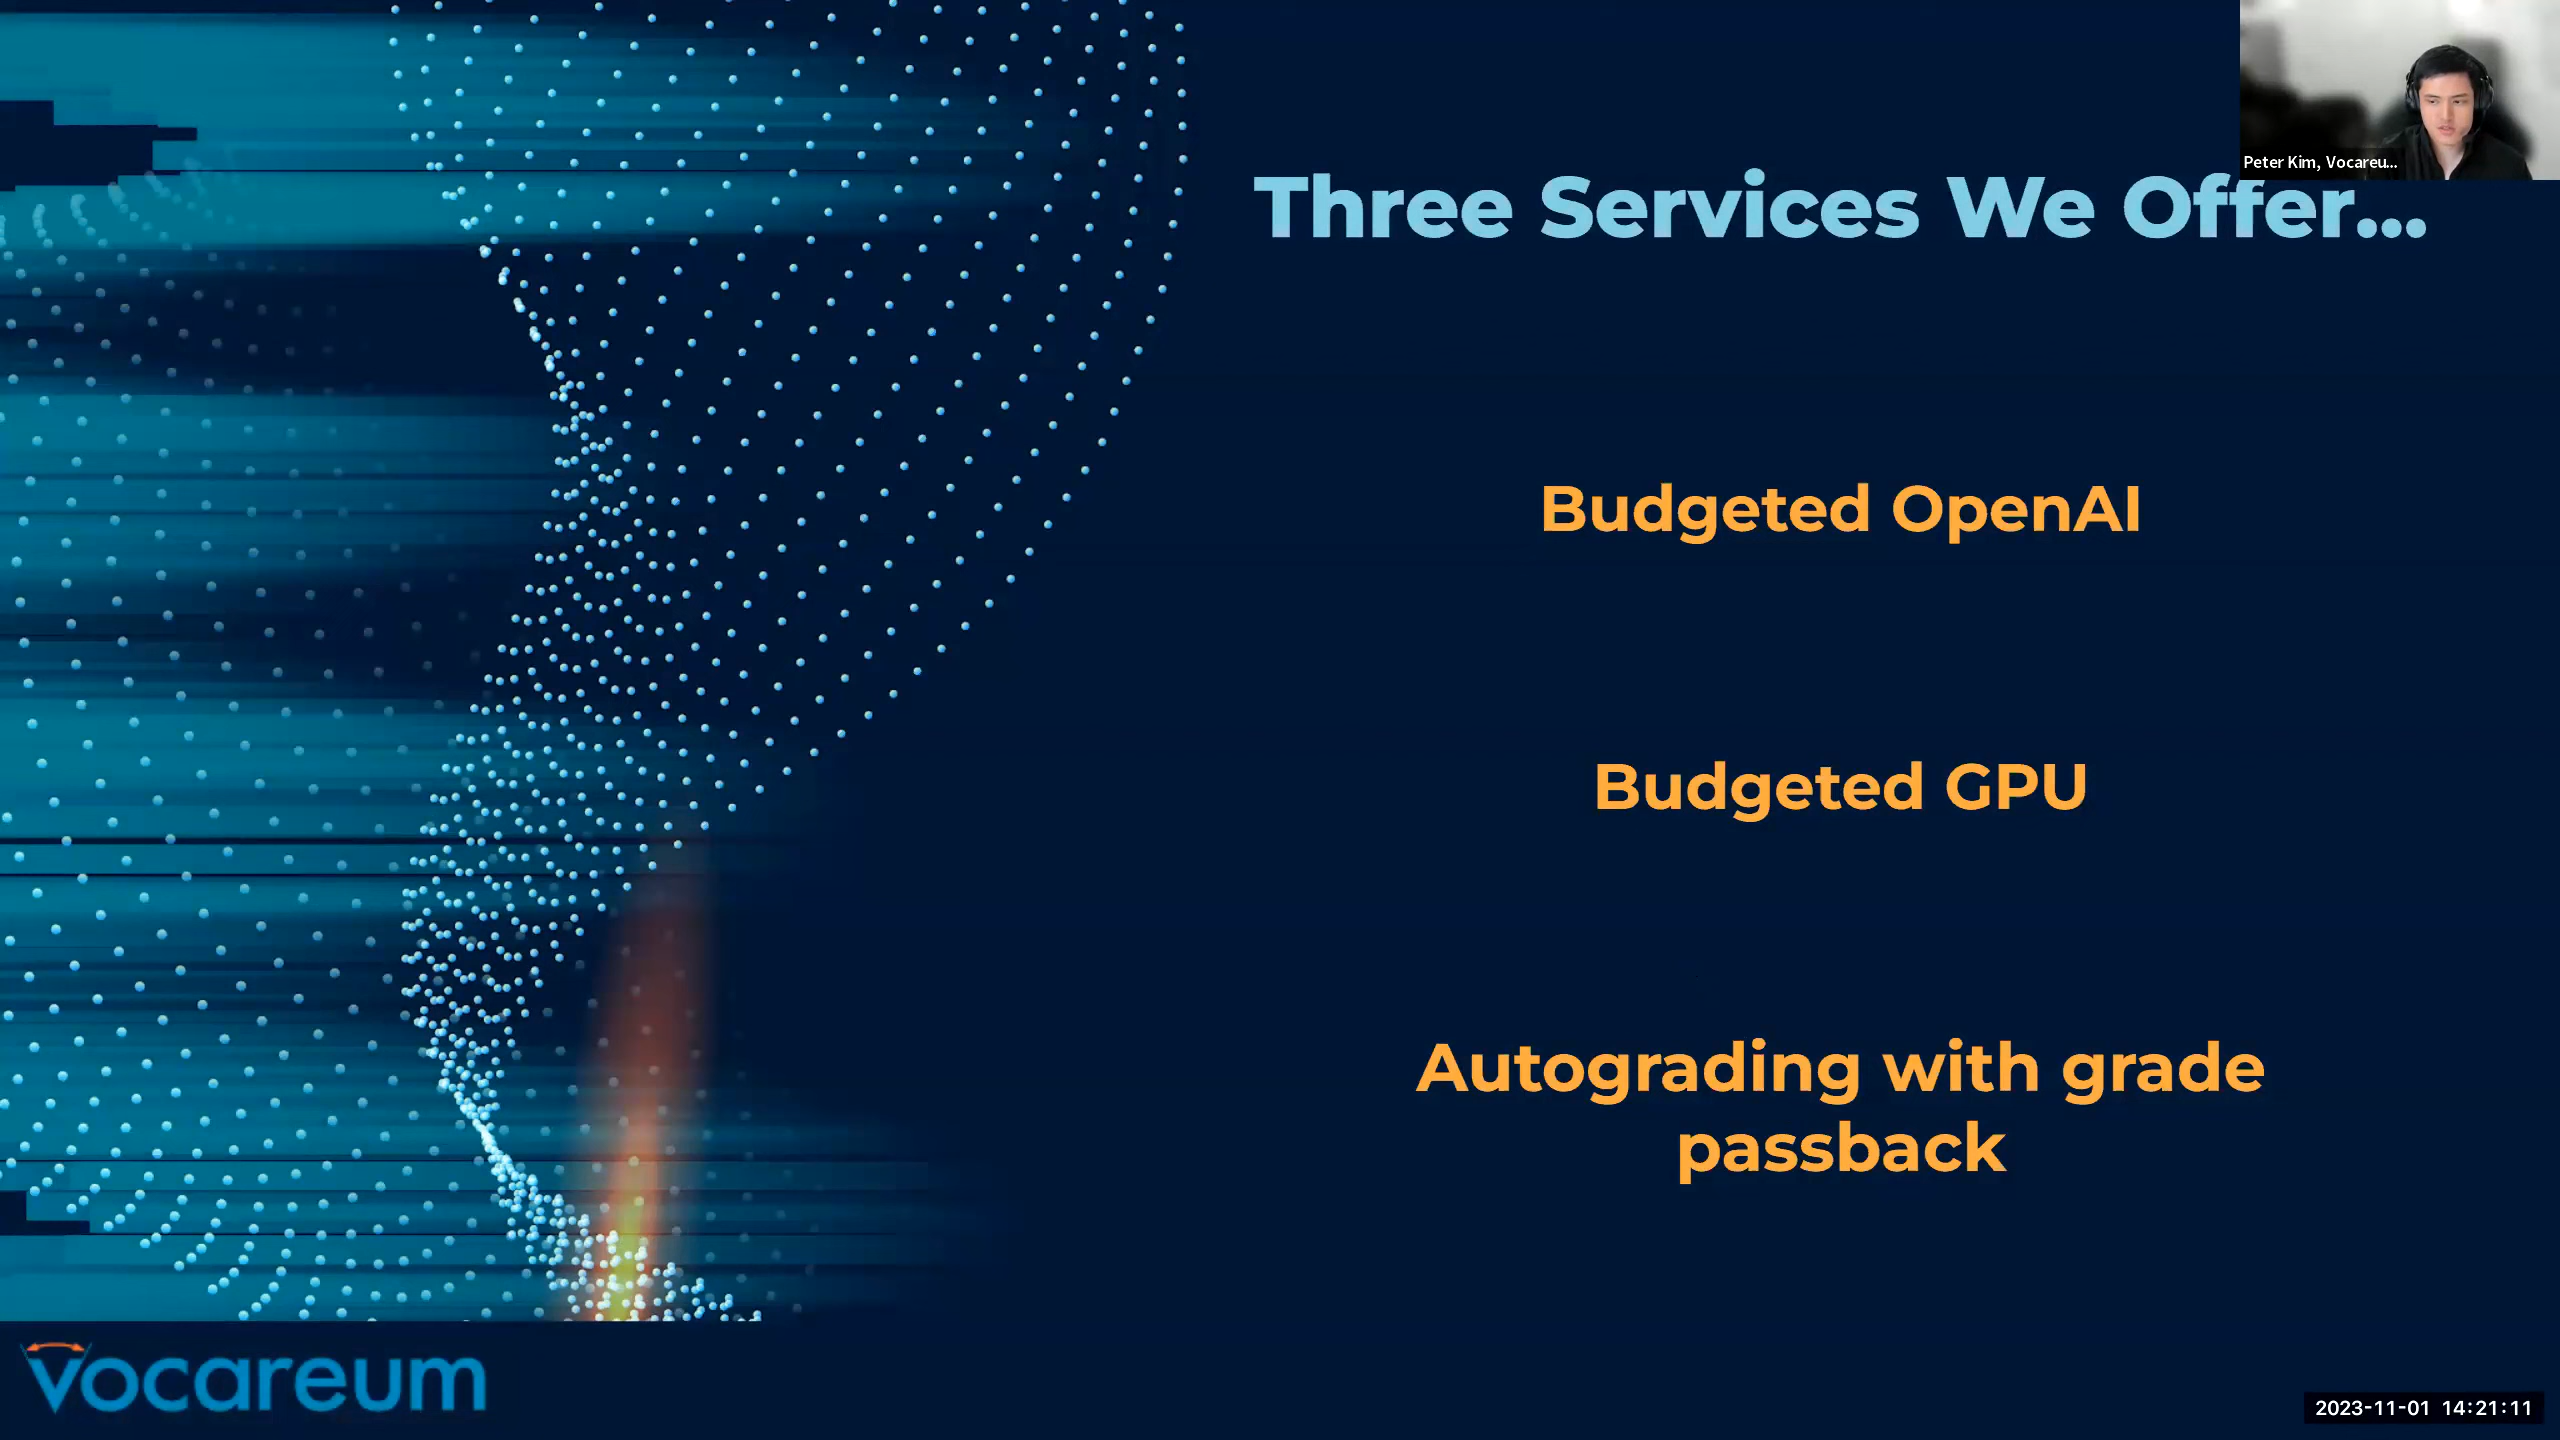 Peter Kim, Vocareu...
Three Services We Offer...
Budgeted OpenAI
Budgeted GPU
Autograding with grade
passback
vocareum
2023-11-01 14:21:11